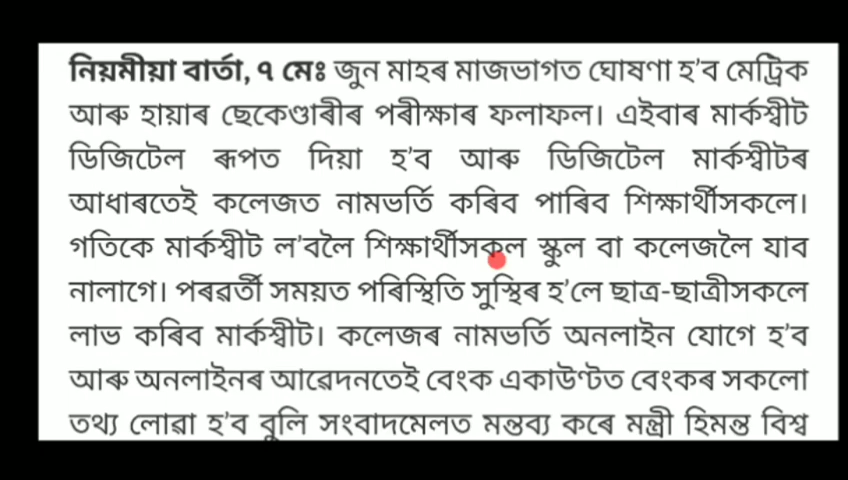 নিয়মীয়া বাৰ্তা, ৭ মেঃ জুন মাহৰ মাজভাগত ঘোষণা হ'ব মেট্ৰিক
আৰু হায়াৰ ছেকেণ্ডাৰীৰ পৰীক্ষাৰ ফলাফল। এইবাৰ মাৰ্কশ্বীট
ডিজিটেল ৰূপত দিয়া হ'ব আৰু ডিজিটেল মাৰ্কশ্বীটৰ
আধাৰতেই কলেজত নামভৰ্তি কৰিব পাৰিব শিক্ষাৰ্থীসকলে।
গতিকে মাৰ্কশ্বীট ল'বলৈ শিক্ষাৰ্থীসকল স্কুল বা কলেজলৈ যাব
নালাগে। পৰৱৰ্তী সময়ত পৰিস্থিতি সুস্থিৰ হ'লে ছাত্ৰ-ছাত্ৰীসকলে
লাভ কৰিব মাৰ্কশ্বীট। কলেজৰ নামভৰ্তি অনলাইন যোগে হ'ব
আৰু অনলাইনৰ আৱেদনতেই বেংক একাউণ্টত বেংকৰ সকলো
তথ্য লোৱা হ'ব বুলি সংবাদমেলত মন্তব্য কৰে মন্ত্ৰী হিমন্ত বিশ্ব